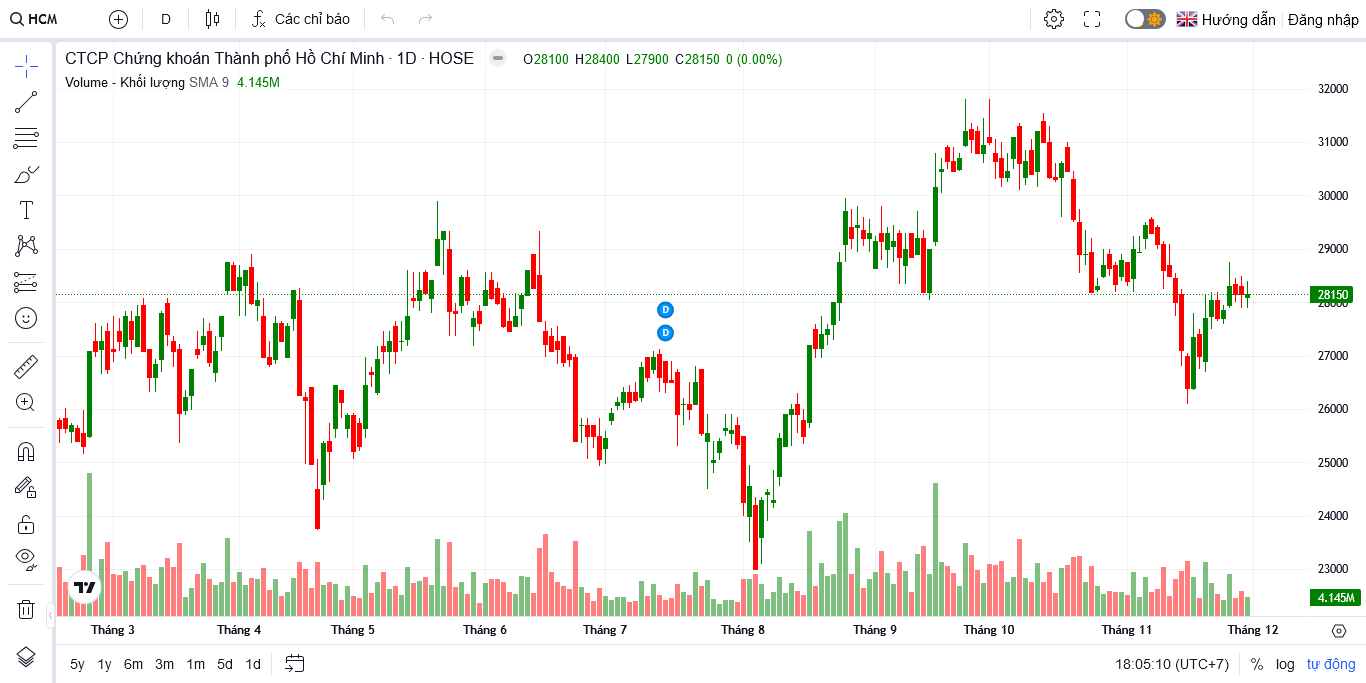 HCM D Các chỉ báo Hướng dẫn Đăng nhập
CTCP Chứng khoán Thành phố Hồ Chí Minh · 1D · HOSE O28100 H28400 L27900 C28150 0 (0.00%)
Volume - Khối lượng SMA 9 4.145M
32000
31000
30000
29000
28150
28000
D
D
27000
26000
25000
24000
23000
4.145M
Tháng 3 Tháng 4 Tháng 5 Tháng 6 Tháng 7 Tháng 8 Tháng 9 Tháng 10 Tháng 11 Tháng 12
5y 1y 6m 3m 1m 5d 1d 18:05:10 (UTC+7) % log tự động